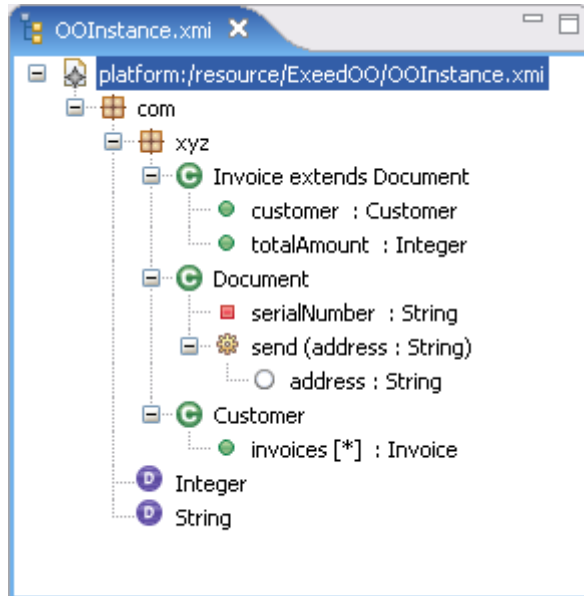 OOInstance.xmi
platform:/resource/ExeedOO/OOInstance.xmi
com
xyz
C Invoice extends Document
customer : Customer
totalAmount : Integer
C Document
serialNumber : String
send (address : String)
address : String
C Customer
invoices [*] : Invoice
D Integer
D String